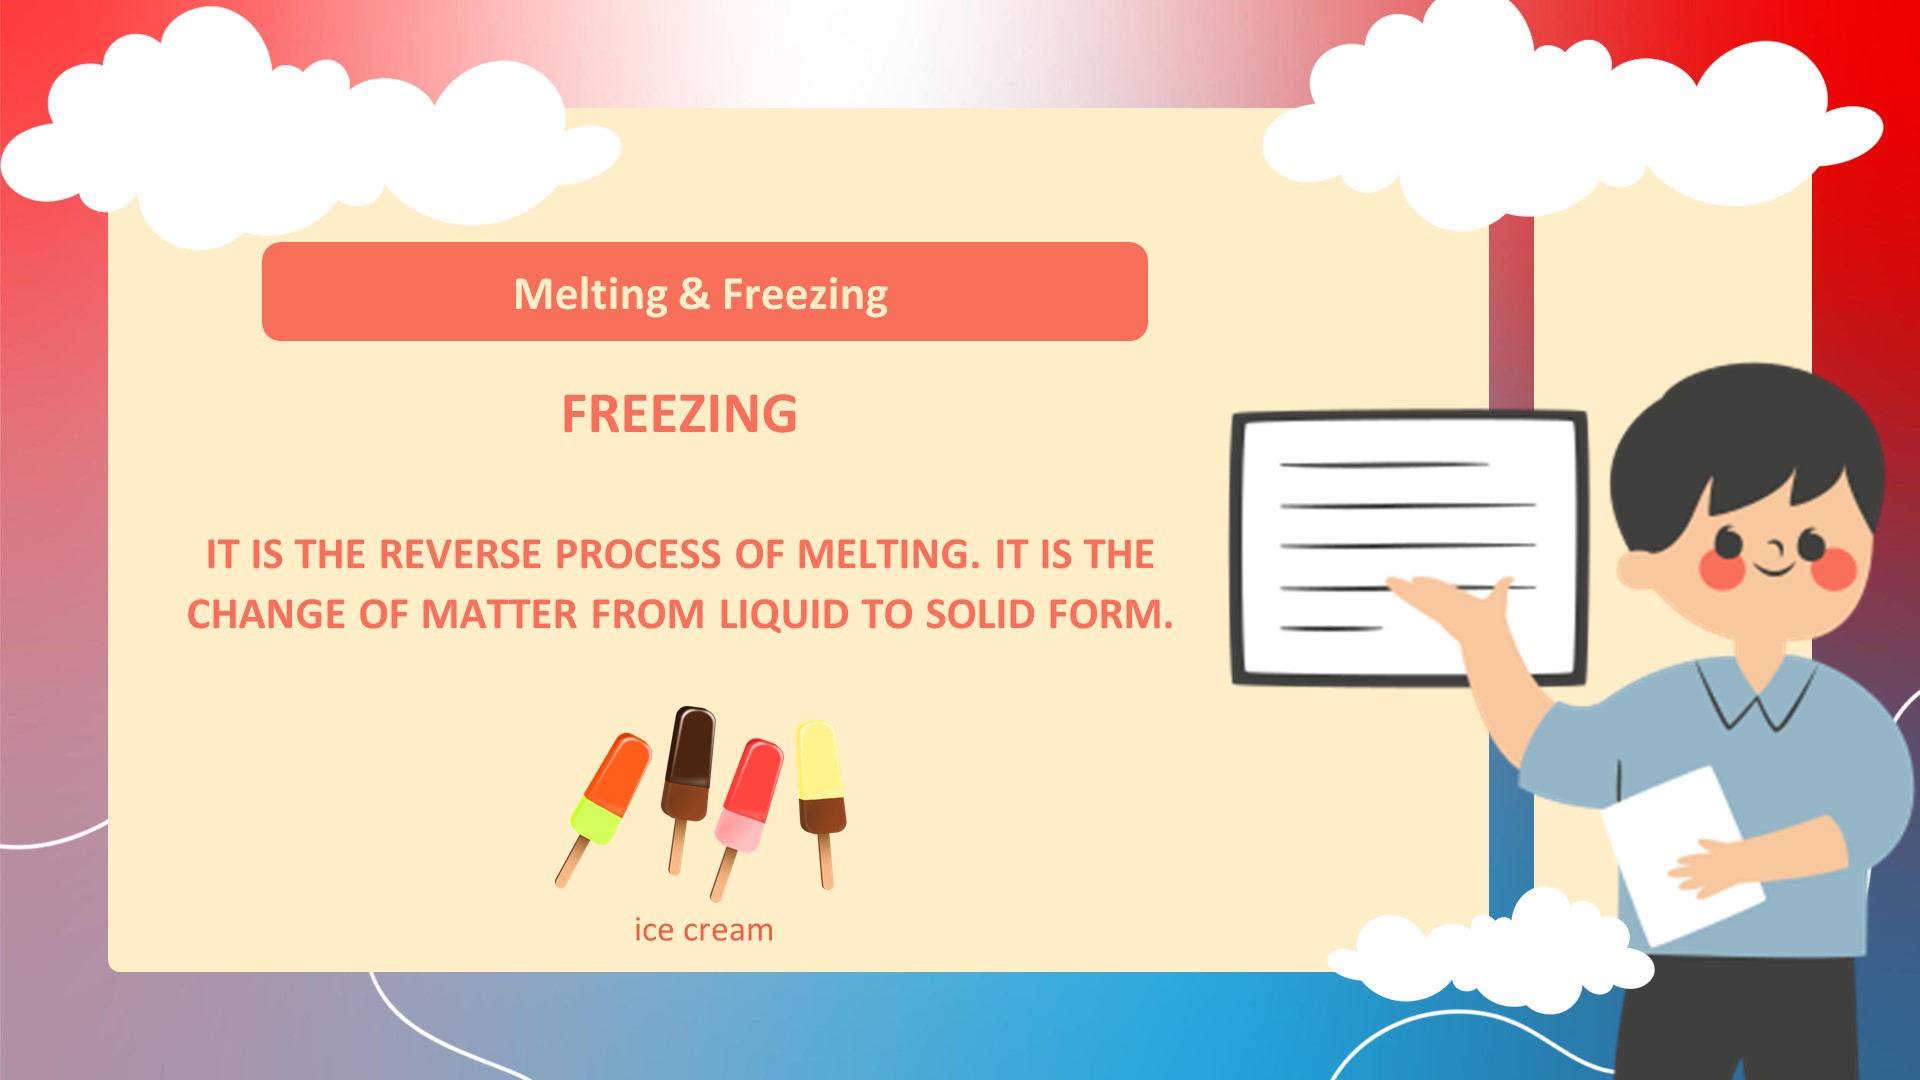 Melting & Freezing
FREEZING
IT IS THE REVERSE PROCESS OF MELTING. IT IS THE
CHANGE OF MATTER FROM LIQUID TO SOLID FORM.
ice cream